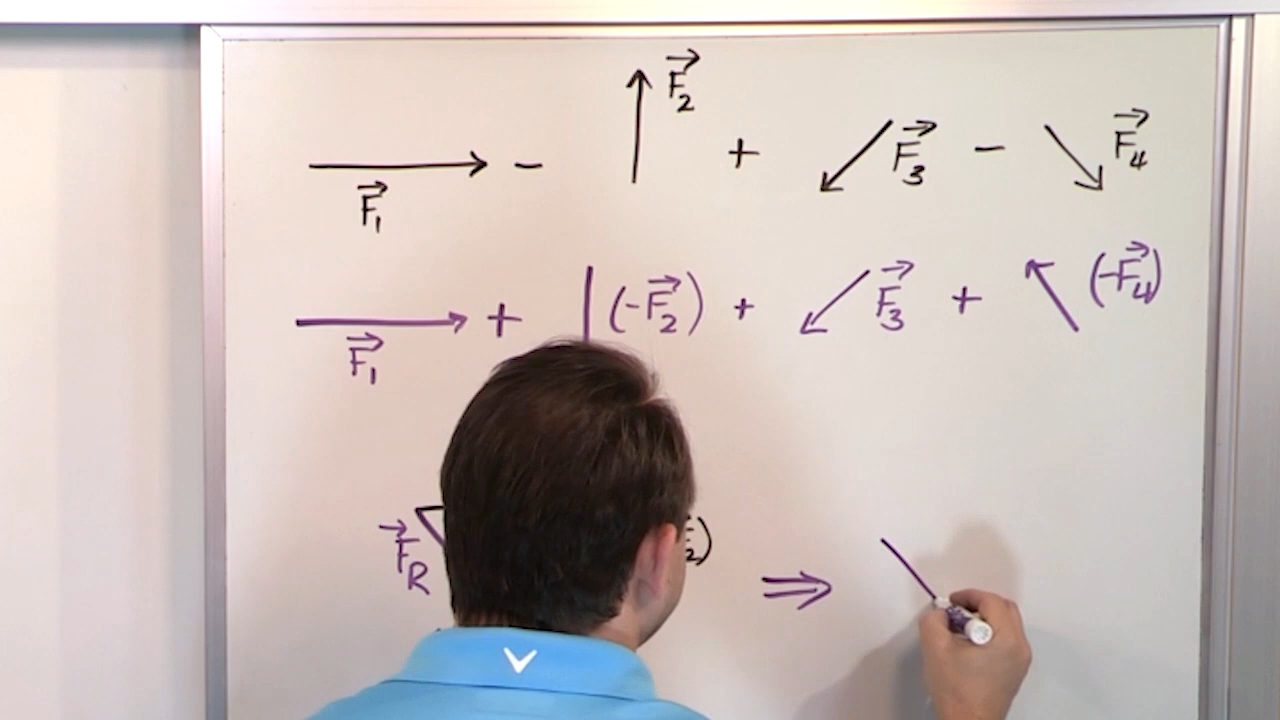 F⃗₁ - F⃗₂ + F⃗₃ - F⃗₄
F⃗₁ + (-F⃗₂) + F⃗₃ + (-F⃗₄)
F⃗R ⇒